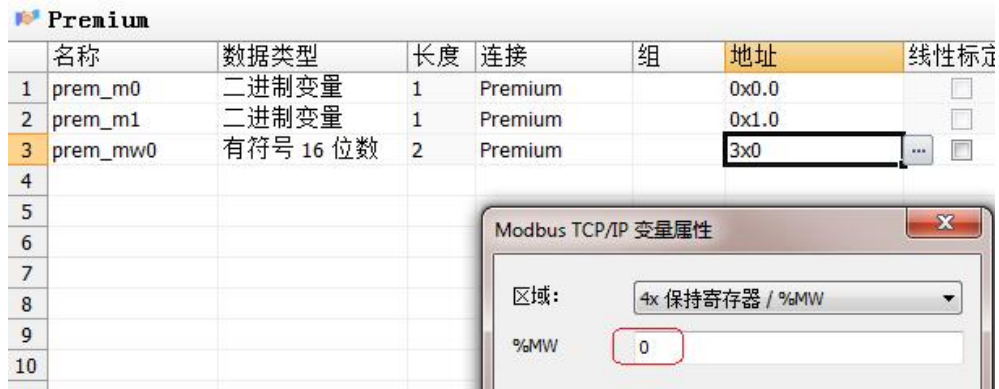 Premium
名称 数据类型 长度 连接 组 地址 线性标定
1 prem_m0 二进制变量 1 Premium 0x0.0
2 prem_m1 二进制变量 1 Premium 0x1.0
3 prem_mw0 有符号 16 位数 2 Premium 3x0 ...
4
5
6
7
8
9
10
Modbus TCP/IP 变量属性
区域: 4x 保持寄存器 / %MW
%MW 0